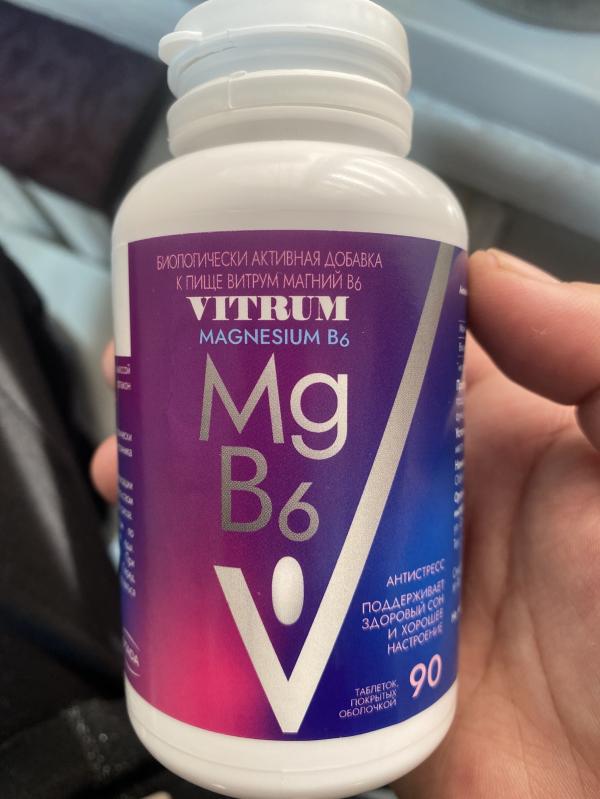 БИОЛОГИЧЕСКИ АКТИВНАЯ ДОБАВКА
К ПИЩЕ ВИТРУМ МАГНИЙ B6
VITRUM
MAGNESIUM B6
Mg
B6
АНТИСТРЕСС
ПОДДЕРЖИВАЕТ
ЗДОРОВЫЙ СОН
И ХОРОШЕЕ
НАСТРОЕНИЕ
90
ТАБЛЕТОК,
ПОКРЫТЫХ
ОБОЛОЧКОЙ